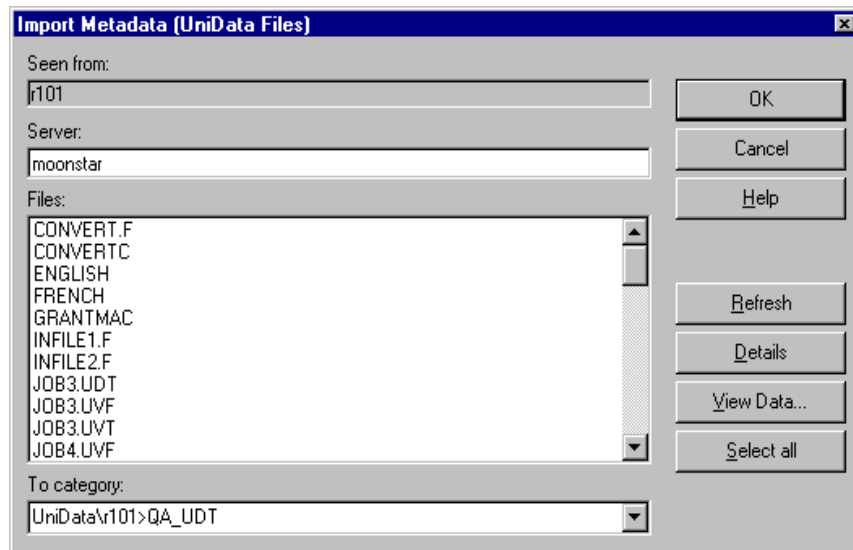 Import Metadata (UniData Files)
Seen from:
r101
Server:
moonstar
Files:
CONVERT.F
CONVERTC
ENGLISH
FRENCH
GRANTMAC
INFILE1.F
INFILE2.F
JOB3.UDT
JOB3.UVF
JOB3.UVT
JOB4.UVF
To category:
UniData\r101>QA_UDT
OK
Cancel
Help
Refresh
Details
View Data...
Select all